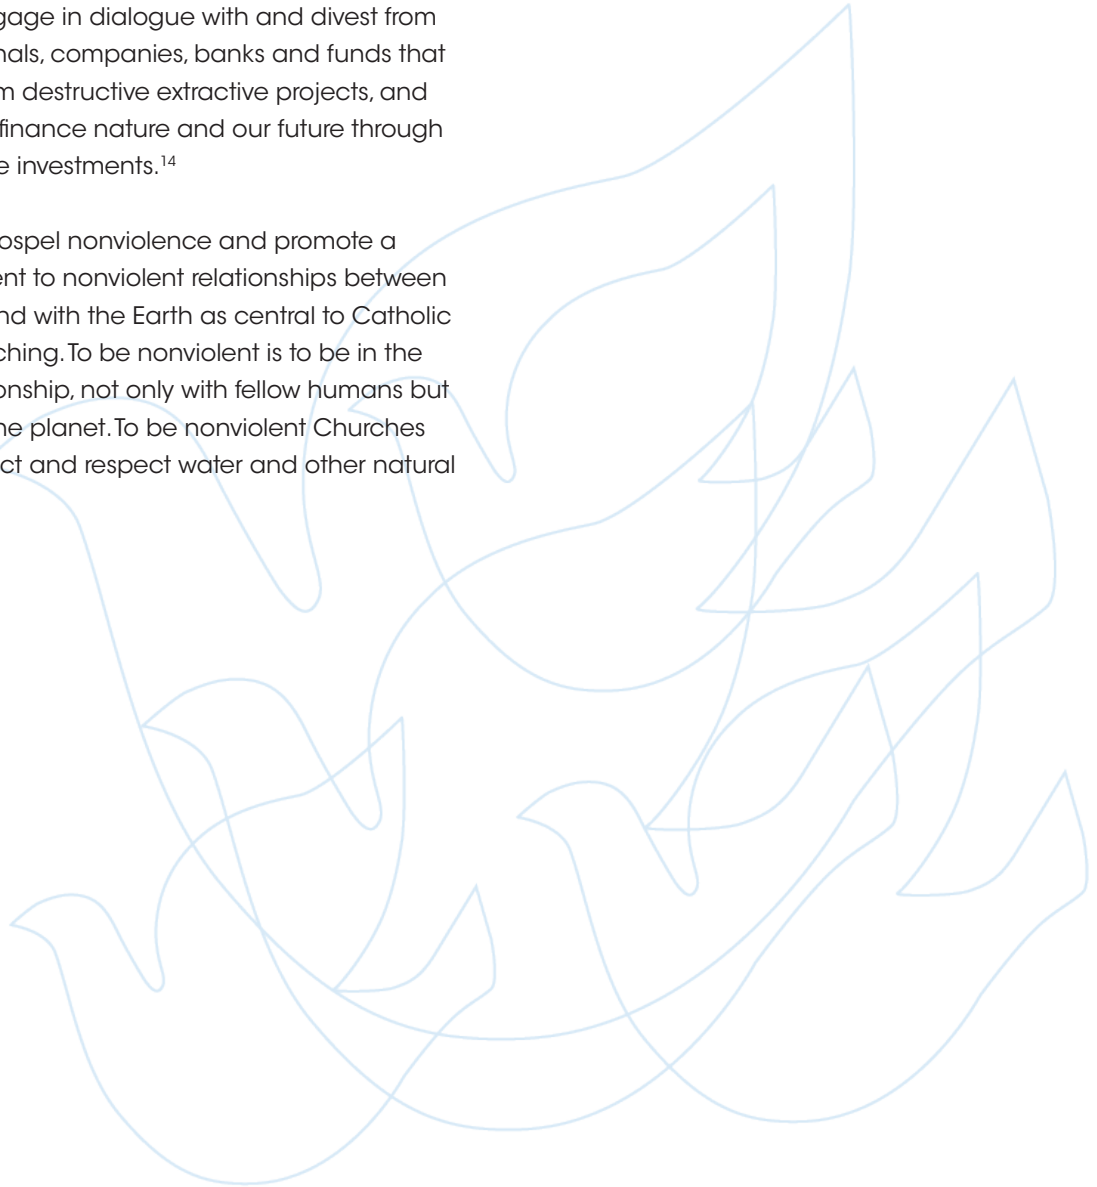 gage in dialogue with and divest from
nals, companies, banks and funds that
m destructive extractive projects, and
finance nature and our future through
e investments.14
ospel nonviolence and promote a
ent to nonviolent relationships between
nd with the Earth as central to Catholic
ching. To be nonviolent is to be in the
onship, not only with fellow humans but
he planet. To be nonviolent Churches
ct and respect water and other natural